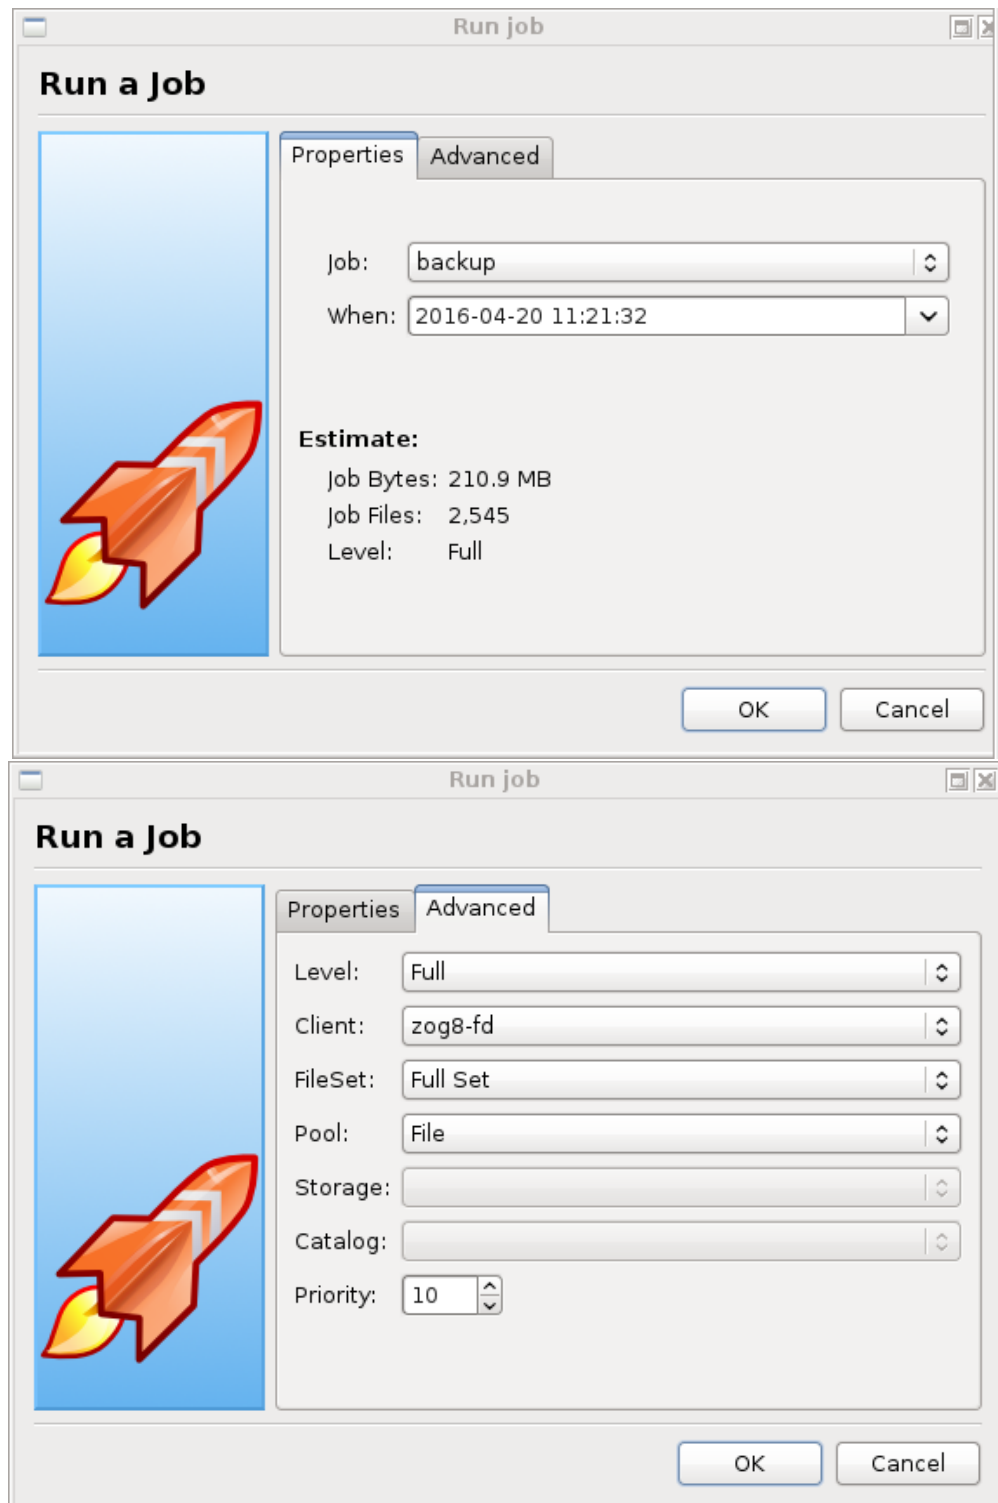 Run job
Run a Job
Properties Advanced
Job: backup
When: 2016-04-20 11:21:32
Estimate:
Job Bytes: 210.9 MB
Job Files: 2,545
Level: Full
OK Cancel
Run job
Run a Job
Properties Advanced
Level: Full
Client: zog8-fd
FileSet: Full Set
Pool: File
Storage:
Catalog:
Priority: 10
OK Cancel